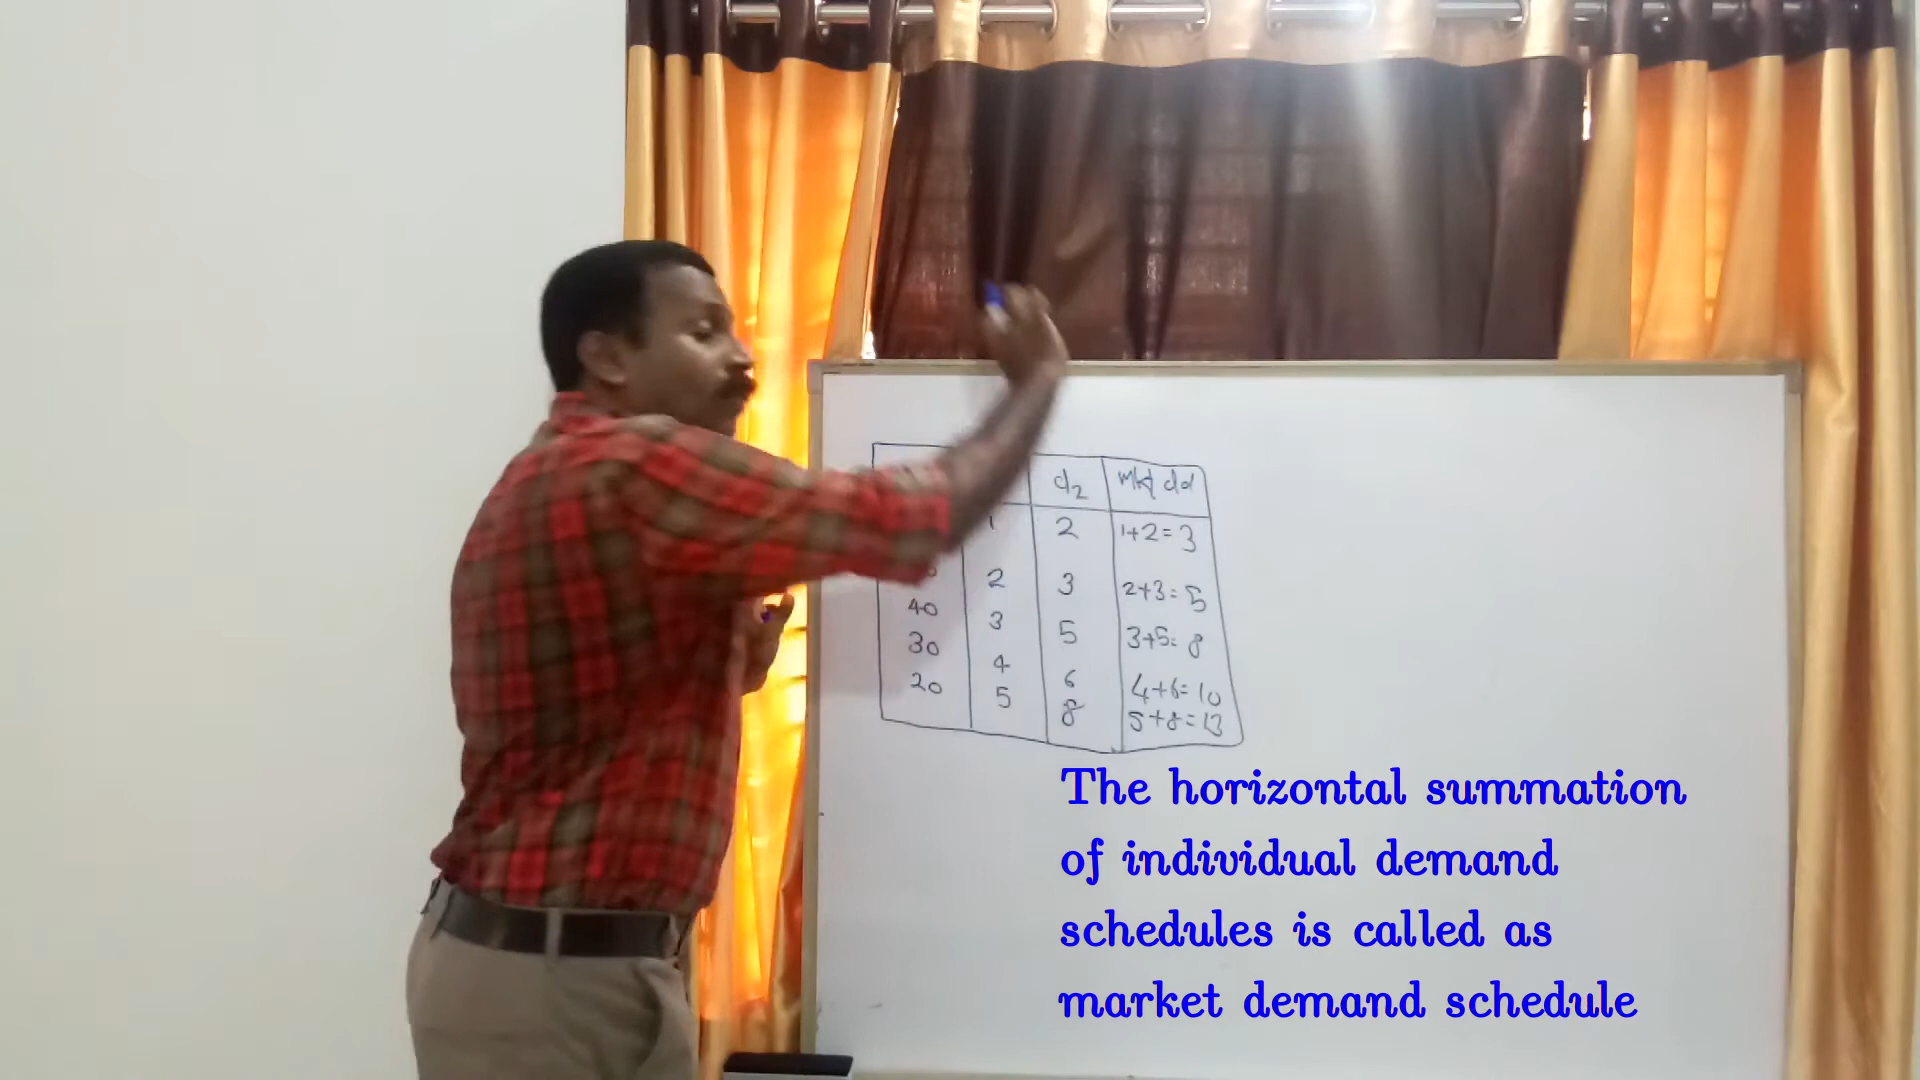 d2 mkt dd
1 2 1+2=3
2 3 2+3=5
40 3 5 3+5=8
30 4 6 4+6=10
20 5 8 5+8=13
The horizontal summation
of individual demand
schedules is called as
market demand schedule